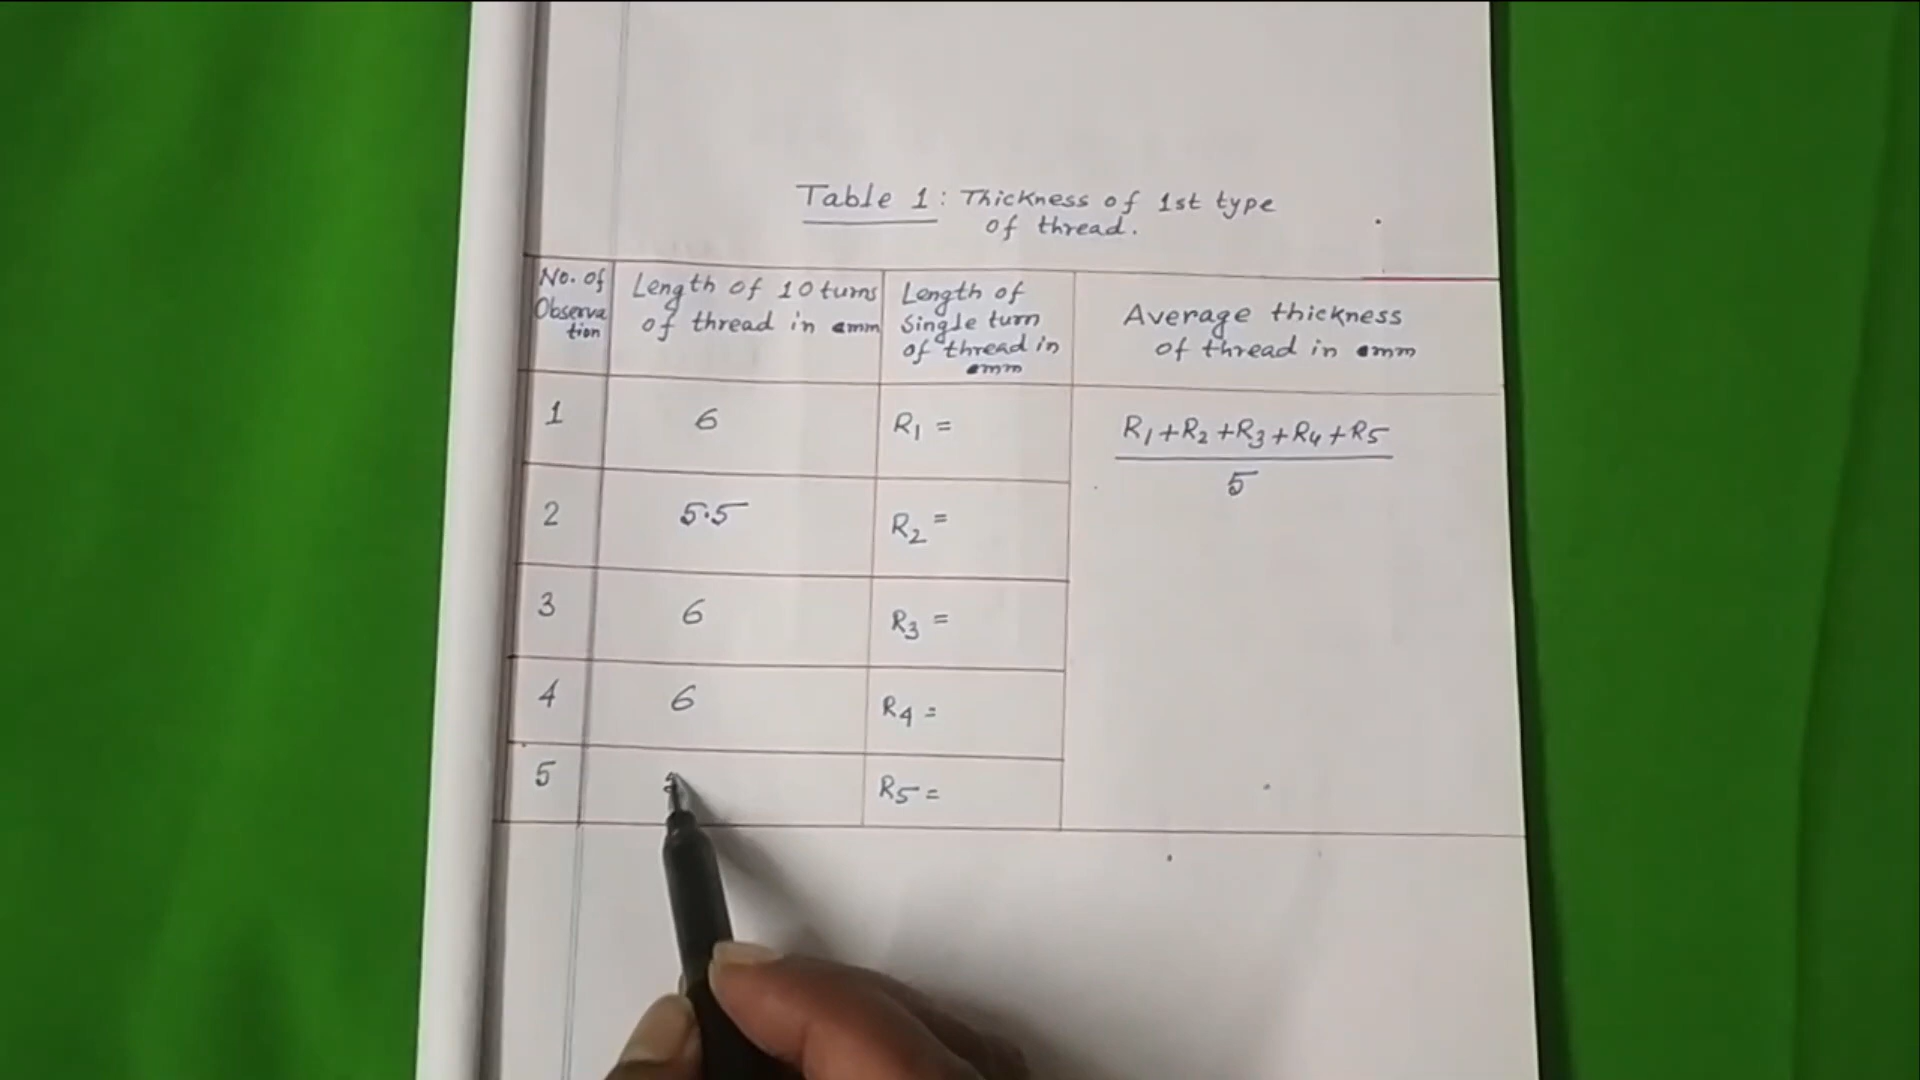 Table 1: Thickness of 1st type
of thread.
No. of
Observa
tion
Length of 10 turns
of thread in mm
Length of
Single turn
of thread in
mm
Average thickness
of thread in mm
1
6
R1 =
R1+R2+R3+R4+R5
5
2
5.5
R2 =
3
6
R3 =
4
6
R4 =
5
R5 =